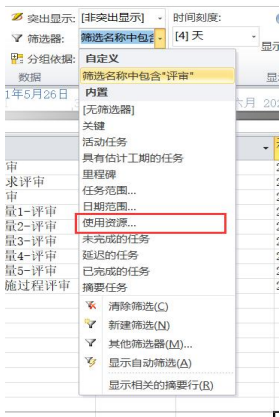 突出显示: [非突出显示] 时间刻度:
筛选器: 筛选名称中包含 [4] 天
显示
分组依据: 自定义
数据 筛选名称中包含"评审"
内置
1年5月26日
[无筛选器]
关键
活动任务
具有估计工期的任务
里程碑
任务范围...
日期范围...
使用资源...
未完成的任务
延迟的任务
已完成的任务
摘要任务
审
求评审
审
量1-评审
量2-评审
量3-评审
量4-评审
量5-评审
施过程评审
清除筛选(C)
新建筛选(N)
其他筛选器(M)...
显示自动筛选(A)
显示相关的摘要行(R)